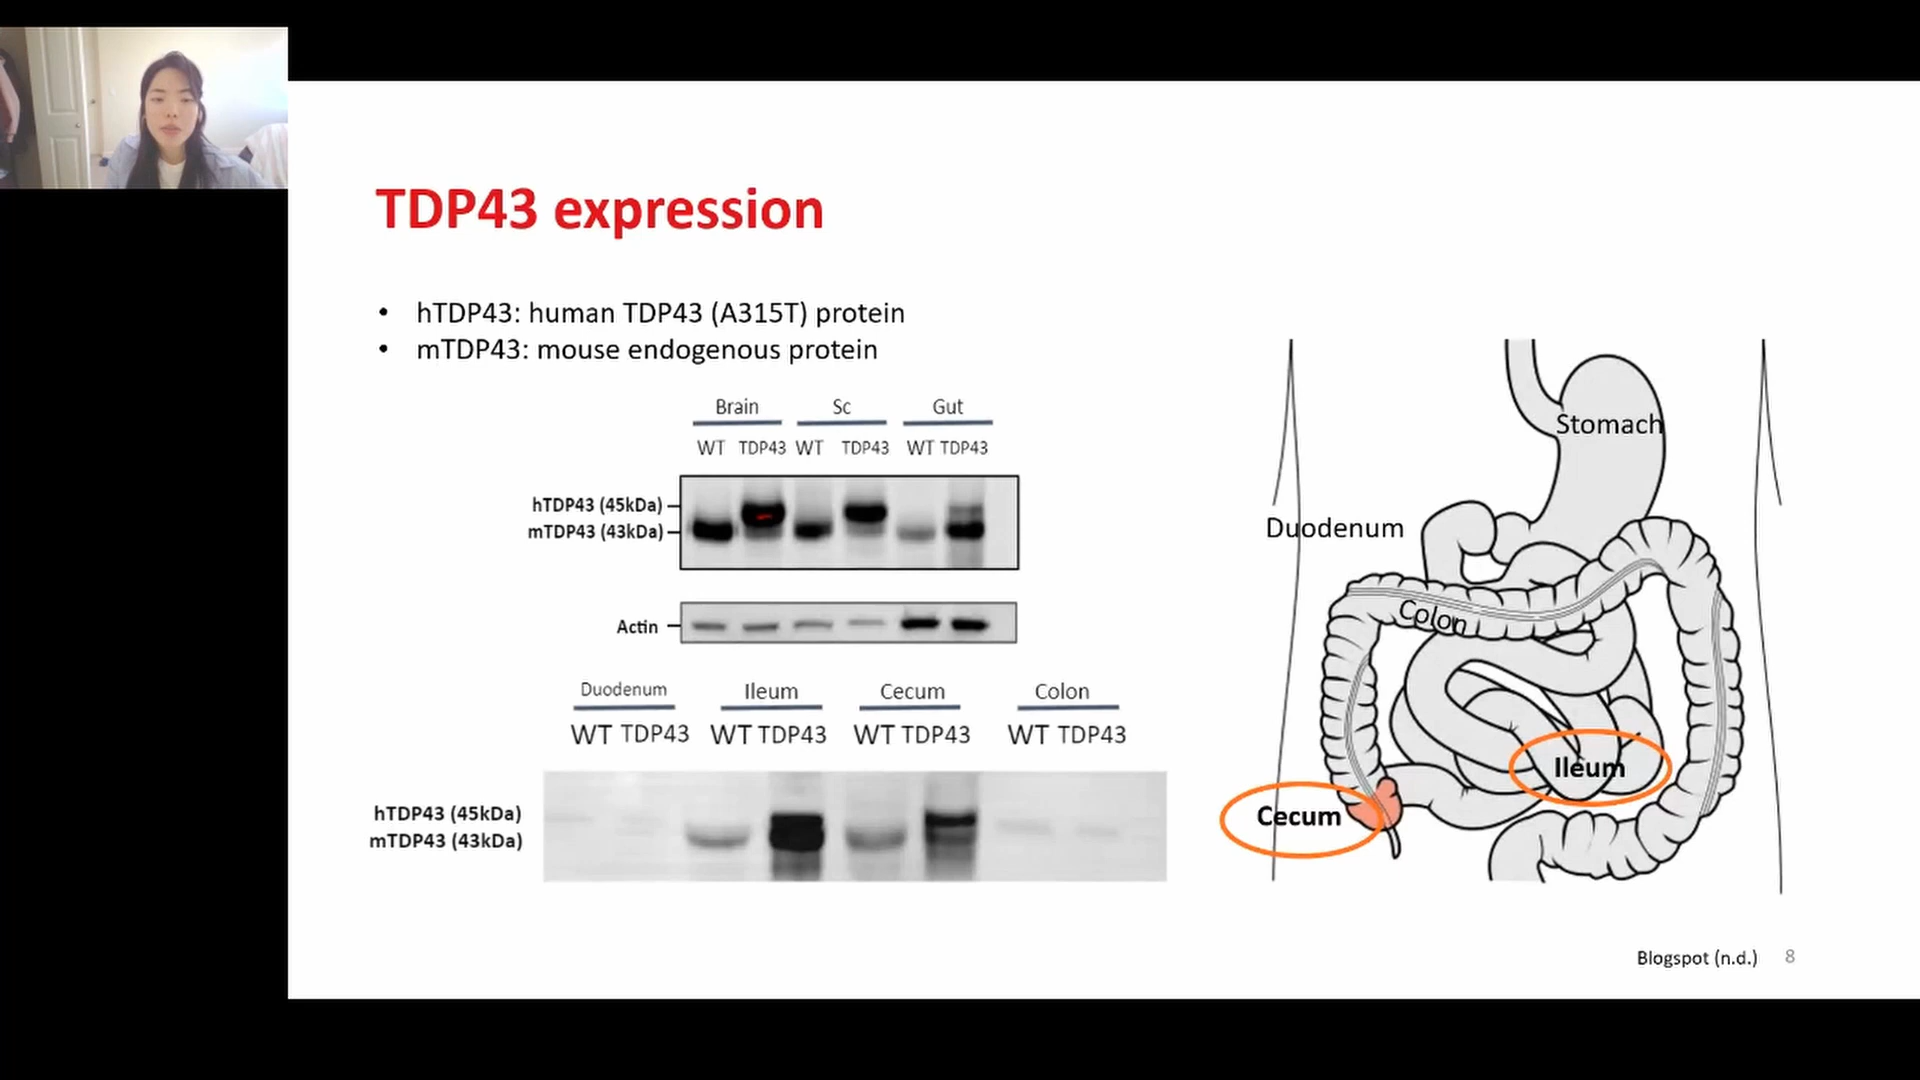 TDP43 expression
• hTDP43: human TDP43 (A315T) protein
• mTDP43: mouse endogenous protein
Brain Sc Gut
WT TDP43 WT TDP43 WT TDP43
hTDP43 (45kDa)
mTDP43 (43kDa)
Actin
Duodenum Ileum Cecum Colon
WT TDP43 WT TDP43 WT TDP43 WT TDP43
hTDP43 (45kDa)
mTDP43 (43kDa)
Stomach
Duodenum
Colon
Ileum
Cecum
Blogspot (n.d.) 8